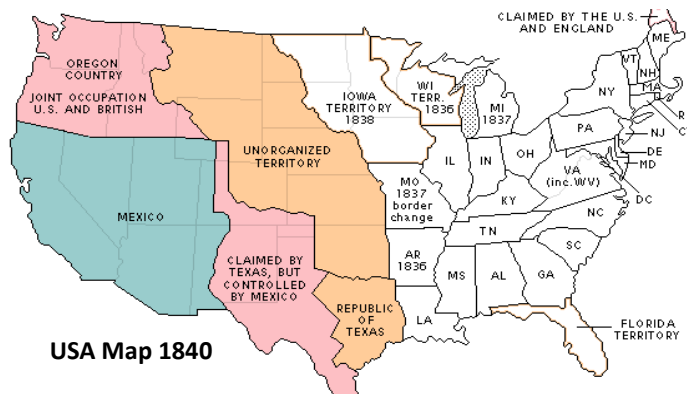 CLAIMED BY THE U.S.
AND ENGLAND
ME
VT
NH
MA
NY
R
C
OREGON
COUNTRY
JOINT OCCUPATION
U.S. AND BRITISH
IOWA
TERRITORY
1838
WI
TERR.
1836
MI
1837
PA
NJ
DE
MD
DC
UNORGANIZED
TERRITORY
IL
IN
OH
VA
(inc.WV)
MO
1837
border
change
KY
MEXICO
NC
TN
SC
CLAIMED BY
TEXAS, BUT
CONTROLLED
BY MEXICO
AR
1836
MS
AL
GA
REPUBLIC
OF
TEXAS
LA
FLORIDA
TERRITORY
USA Map 1840